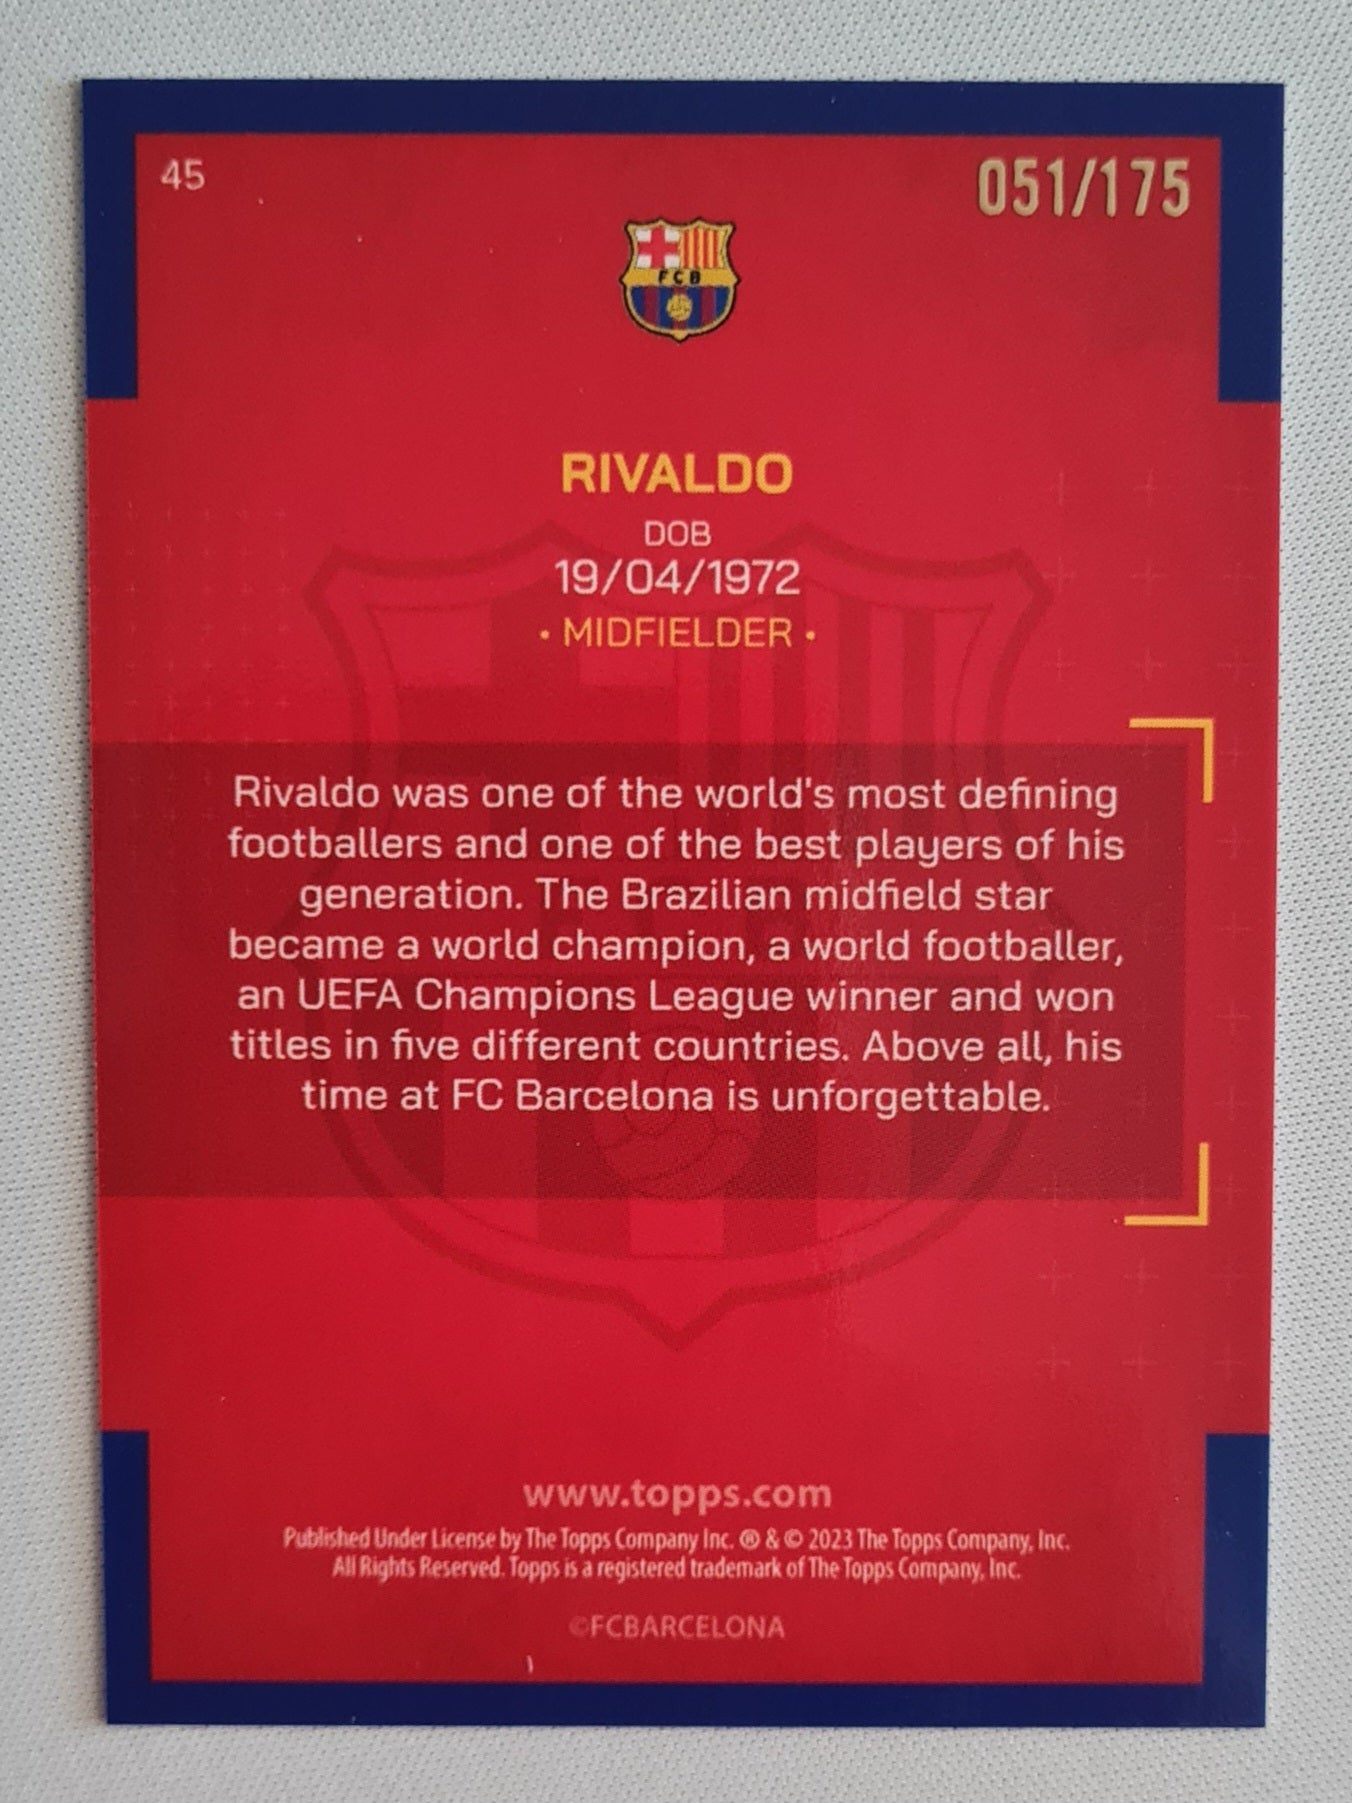 45
051/175
FCB
RIVALDO
DOB
19/04/1972
• MIDFIELDER •
Rivaldo was one of the world's most defining
footballers and one of the best players of his
generation. The Brazilian midfield star
became a world champion, a world footballer,
an UEFA Champions League winner and won
titles in five different countries. Above all, his
time at FC Barcelona is unforgettable.
www.topps.com
Published Under License by The Topps Company Inc. ® & © 2023 The Topps Company, Inc.
All Rights Reserved. Topps is a registered trademark of The Topps Company, Inc.
©FCBARCELONA